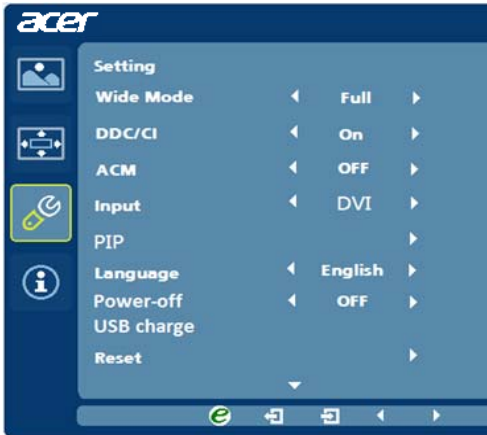 acer
Setting
Wide Mode Full
DDC/CI On
ACM OFF
Input DVI
PIP
Language English
Power-off OFF
USB charge
Reset
e